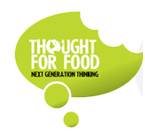 THOUGHT
FOR FOOD
NEXT GENERATION THINKING